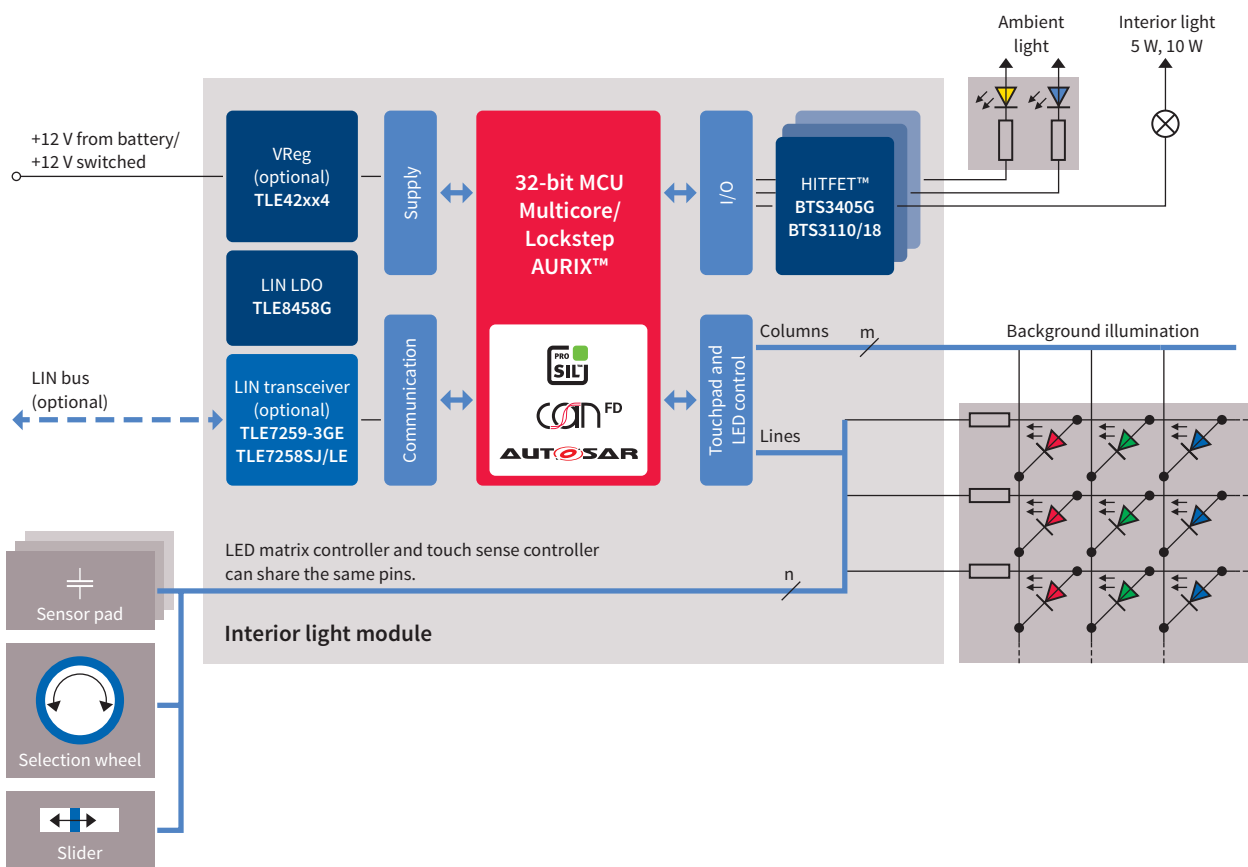 Ambient
light
Interior light
5 W, 10 W
+12 V from battery/
+12 V switched
VReg
(optional)
TLE42xx4
Supply
32-bit MCU
Multicore/
Lockstep
AURIX™
I/O
HITFET™
BTS3405G
BTS3110/18
LIN LDO
TLE8458G
LIN bus
(optional)
LIN transceiver
(optional)
TLE7259-3GE
TLE7258SJ/LE
Communication
PRO
SIL™
CAN FD
AUTOSAR
Touchpad and
LED control
Columns
m
Background illumination
Lines
LED matrix controller and touch sense controller
can share the same pins.
n
Interior light module
Sensor pad
Selection wheel
Slider